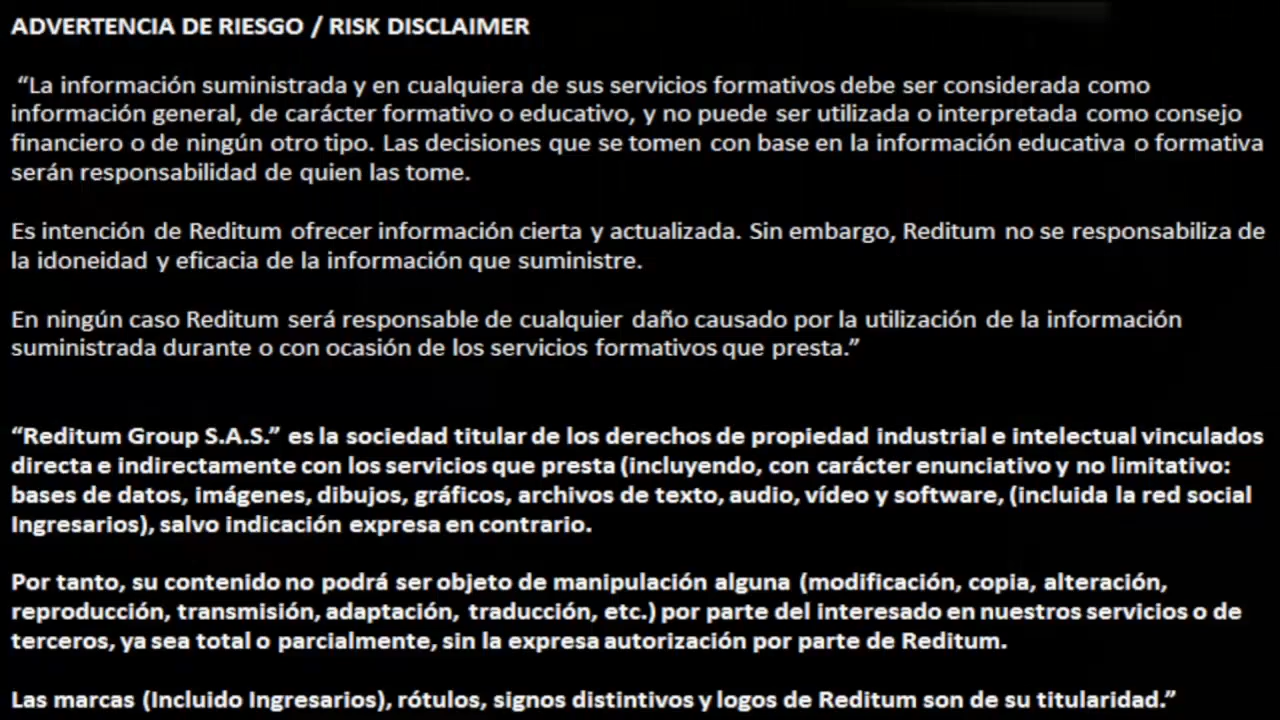 ADVERTENCIA DE RIESGO / RISK DISCLAIMER
“La información suministrada y en cualquiera de sus servicios formativos debe ser considerada como
información general, de carácter formativo o educativo, y no puede ser utilizada o interpretada como consejo
financiero o de ningún otro tipo. Las decisiones que se tomen con base en la información educativa o formativa
serán responsabilidad de quien las tome.
Es intención de Reditum ofrecer información cierta y actualizada. Sin embargo, Reditum no se responsabiliza de
la idoneidad y eficacia de la información que suministre.
En ningún caso Reditum será responsable de cualquier daño causado por la utilización de la información
suministrada durante o con ocasión de los servicios formativos que presta.”
“Reditum Group S.A.S.” es la sociedad titular de los derechos de propiedad industrial e intelectual vinculados
directa e indirectamente con los servicios que presta (incluyendo, con carácter enunciativo y no limitativo:
bases de datos, imágenes, dibujos, gráficos, archivos de texto, audio, vídeo y software, (incluida la red social
Ingresarios), salvo indicación expresa en contrario.
Por tanto, su contenido no podrá ser objeto de manipulación alguna (modificación, copia, alteración,
reproducción, transmisión, adaptación, traducción, etc.) por parte del interesado en nuestros servicios o de
terceros, ya sea total o parcialmente, sin la expresa autorización por parte de Reditum.
Las marcas (Incluido Ingresarios), rótulos, signos distintivos y logos de Reditum son de su titularidad.”